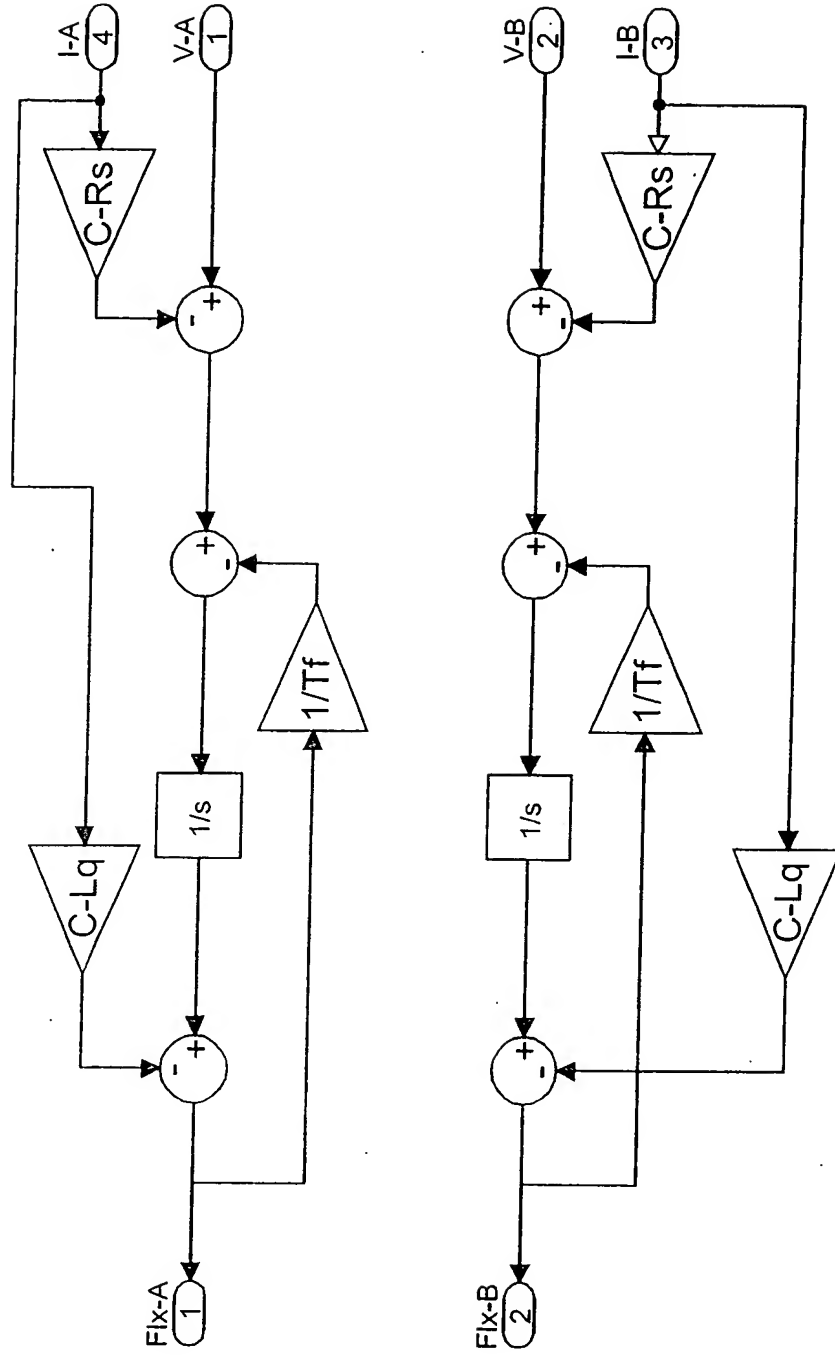 I-A
4
V-A
1
V-B
2
I-B
3
C-Rs
C-Rs
-
+
+
-
+
-
+
-
1/Tf
1/Tf
1/s
1/s
C-Lq
C-Lq
-
+
+
-
Flx-A
1
Flx-B
2